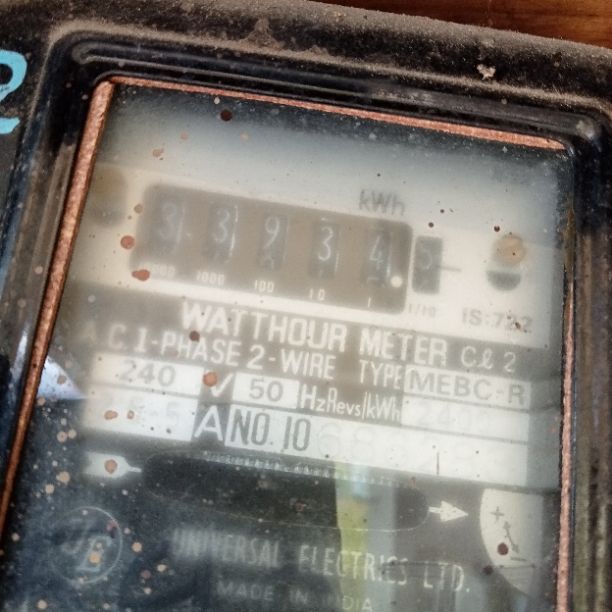 2
kWh
3 3 9 3 4 5
1000 100 10 1 1/10
IS:722
WATTHOUR METER Cℓ 2
A.C. 1-PHASE 2-WIRE TYPE MEBC-R
240 V 50 Hz Revs/kWh 2400
A NO. 10
UNIVERSAL ELECTRICS LTD.
MADE IN INDIA